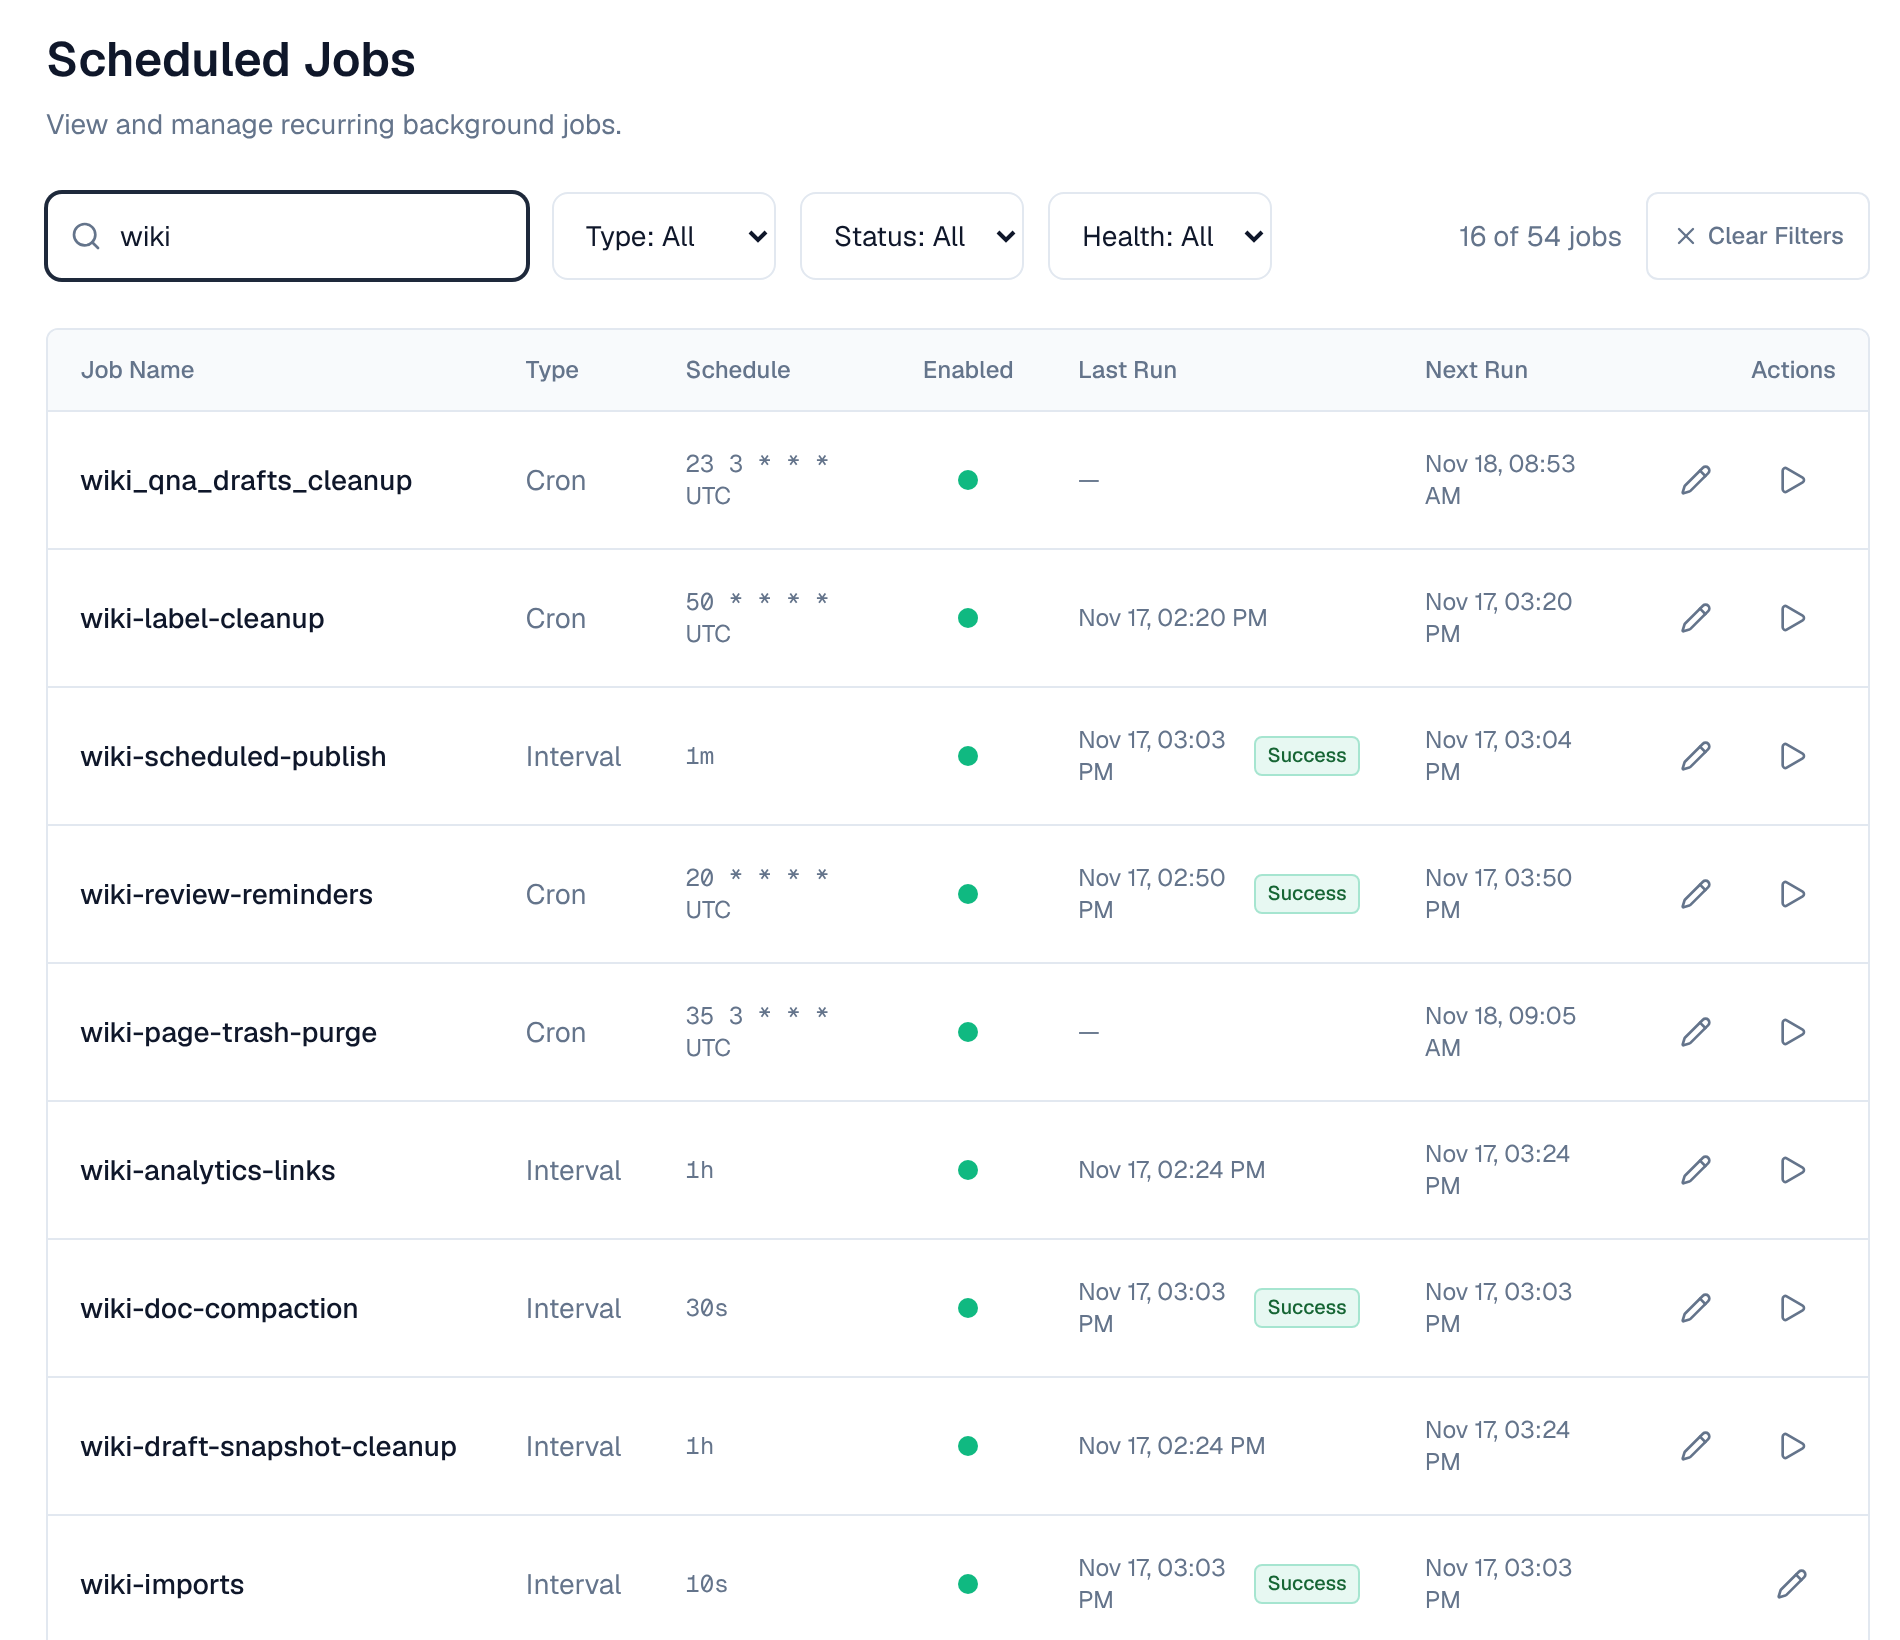 Scheduled Jobs
View and manage recurring background jobs.
wiki
Type: All
Status: All
Health: All
16 of 54 jobs
Clear Filters
Job Name Type Schedule Enabled Last Run Next Run Actions
wiki_qna_drafts_cleanup Cron 23 3 * * * UTC — Nov 18, 08:53 AM
wiki-label-cleanup Cron 50 * * * * UTC Nov 17, 02:20 PM Nov 17, 03:20 PM
wiki-scheduled-publish Interval 1m Nov 17, 03:03 PM Success Nov 17, 03:04 PM
wiki-review-reminders Cron 20 * * * * UTC Nov 17, 02:50 PM Success Nov 17, 03:50 PM
wiki-page-trash-purge Cron 35 3 * * * UTC — Nov 18, 09:05 AM
wiki-analytics-links Interval 1h Nov 17, 02:24 PM Nov 17, 03:24 PM
wiki-doc-compaction Interval 30s Nov 17, 03:03 PM Success Nov 17, 03:03 PM
wiki-draft-snapshot-cleanup Interval 1h Nov 17, 02:24 PM Nov 17, 03:24 PM
wiki-imports Interval 10s Nov 17, 03:03 PM Success Nov 17, 03:03 PM